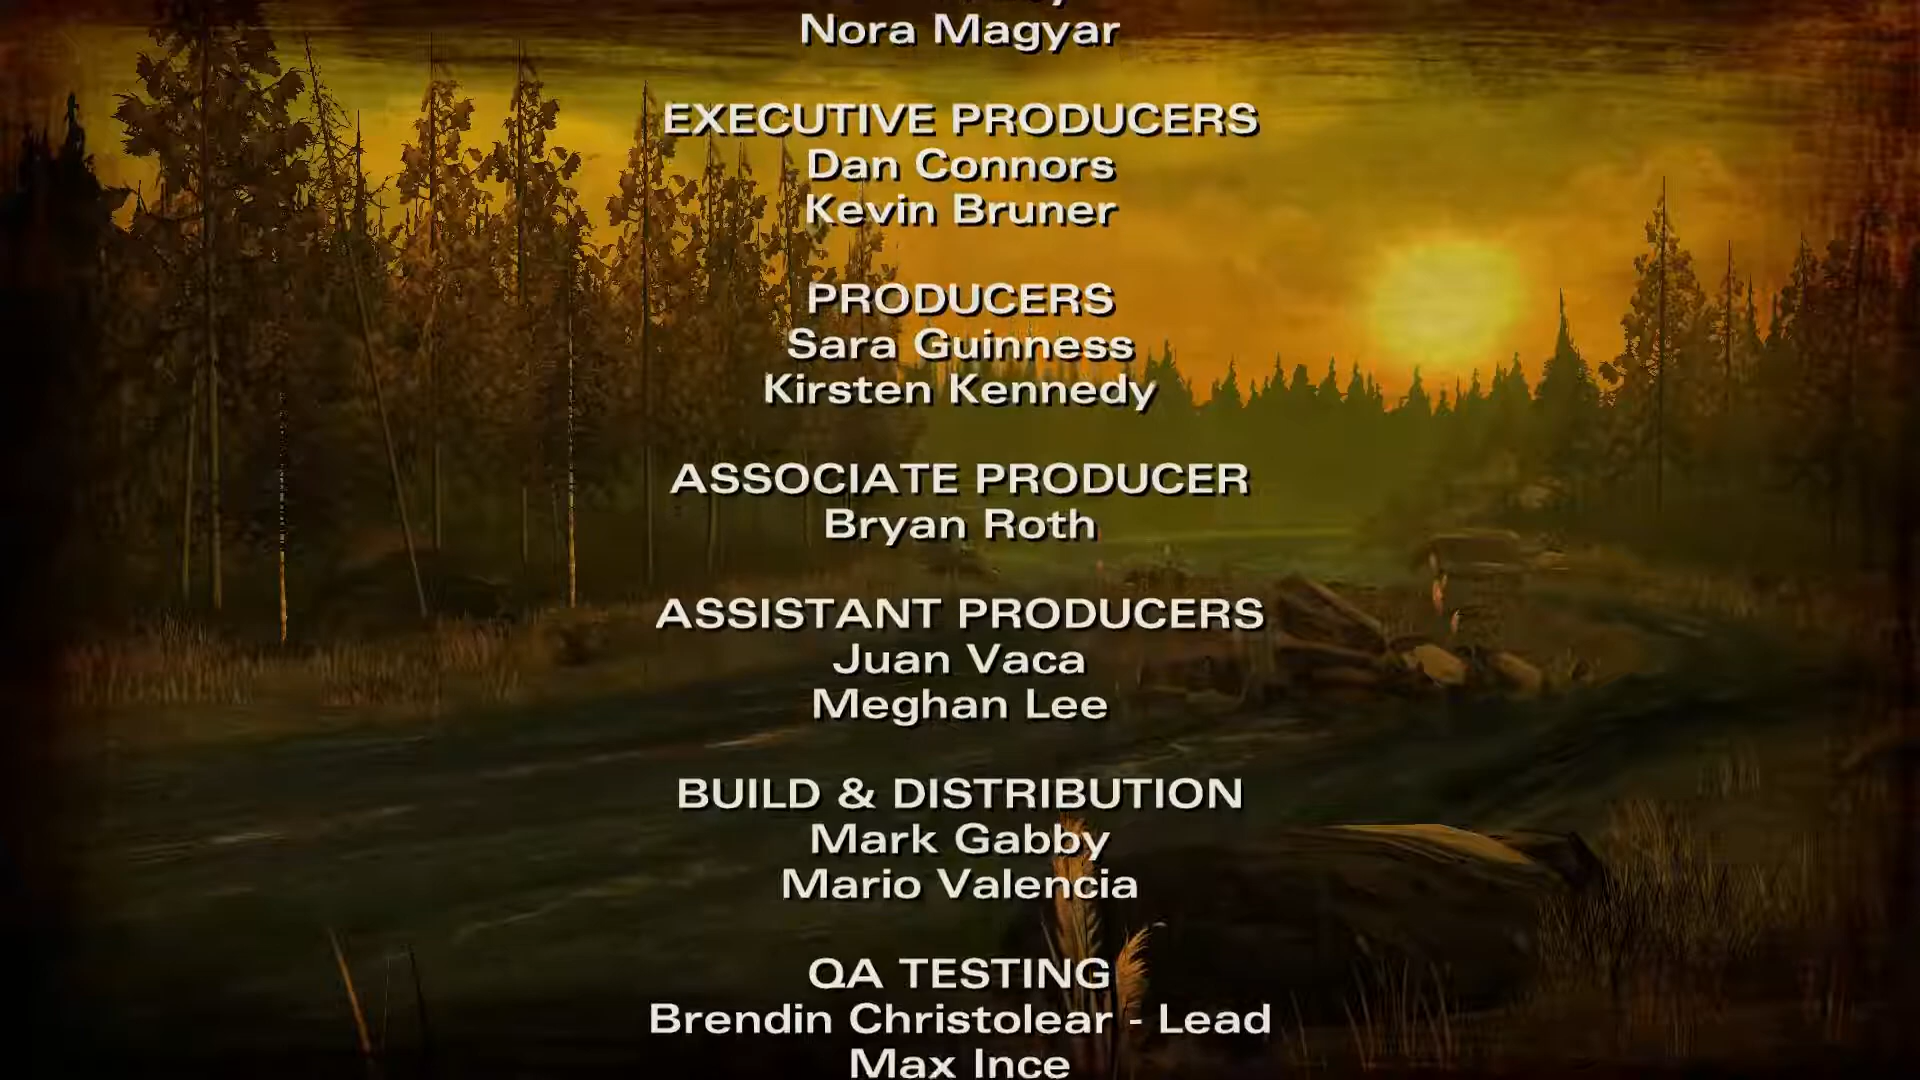 Nora Magyar
EXECUTIVE PRODUCERS
Dan Connors
Kevin Bruner
PRODUCERS
Sara Guinness
Kirsten Kennedy
ASSOCIATE PRODUCER
Bryan Roth
ASSISTANT PRODUCERS
Juan Vaca
Meghan Lee
BUILD & DISTRIBUTION
Mark Gabby
Mario Valencia
QA TESTING
Brendin Christolear - Lead
Max Ince